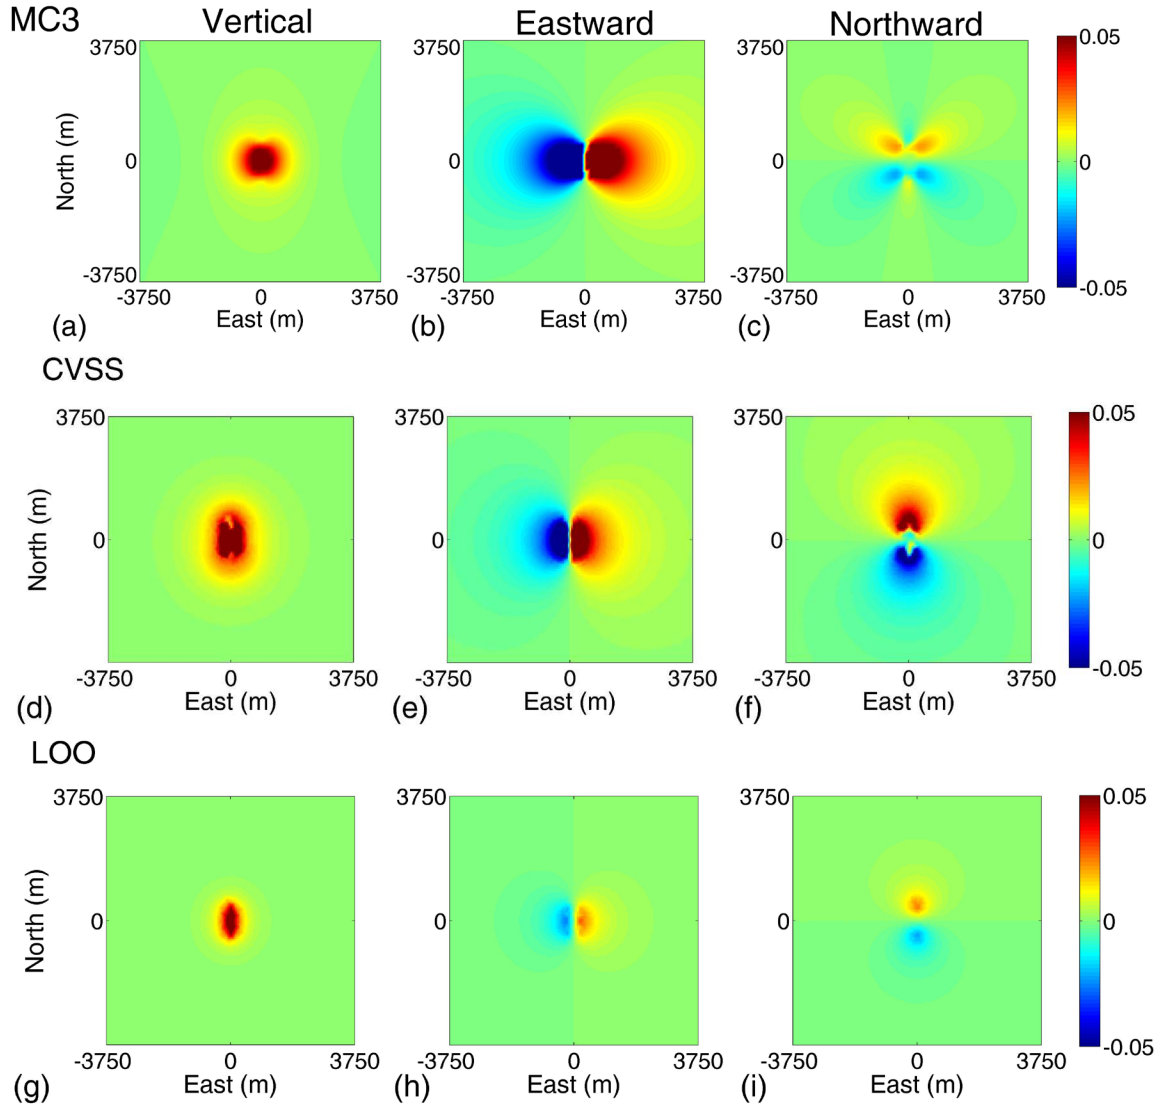 MC3
Vertical Eastward Northward
3750 3750 3750 0.05
North (m) 0 0 0 0
-3750 -3750 -3750 -0.05
-3750 0 3750 -3750 0 3750 -3750 0 3750
(a) East (m) (b) East (m) (c) East (m)
CVSS
3750 3750 3750 0.05
North (m) 0 0 0 0
-0.05
-3750 0 3750 -3750 0 3750 -3750 0 3750
(d) East (m) (e) East (m) (f) East (m)
LOO
3750 3750 3750 0.05
North (m) 0 0 0 0
-0.05
-3750 0 3750 -3750 0 3750 -3750 0 3750
(g) East (m) (h) East (m) (i) East (m)